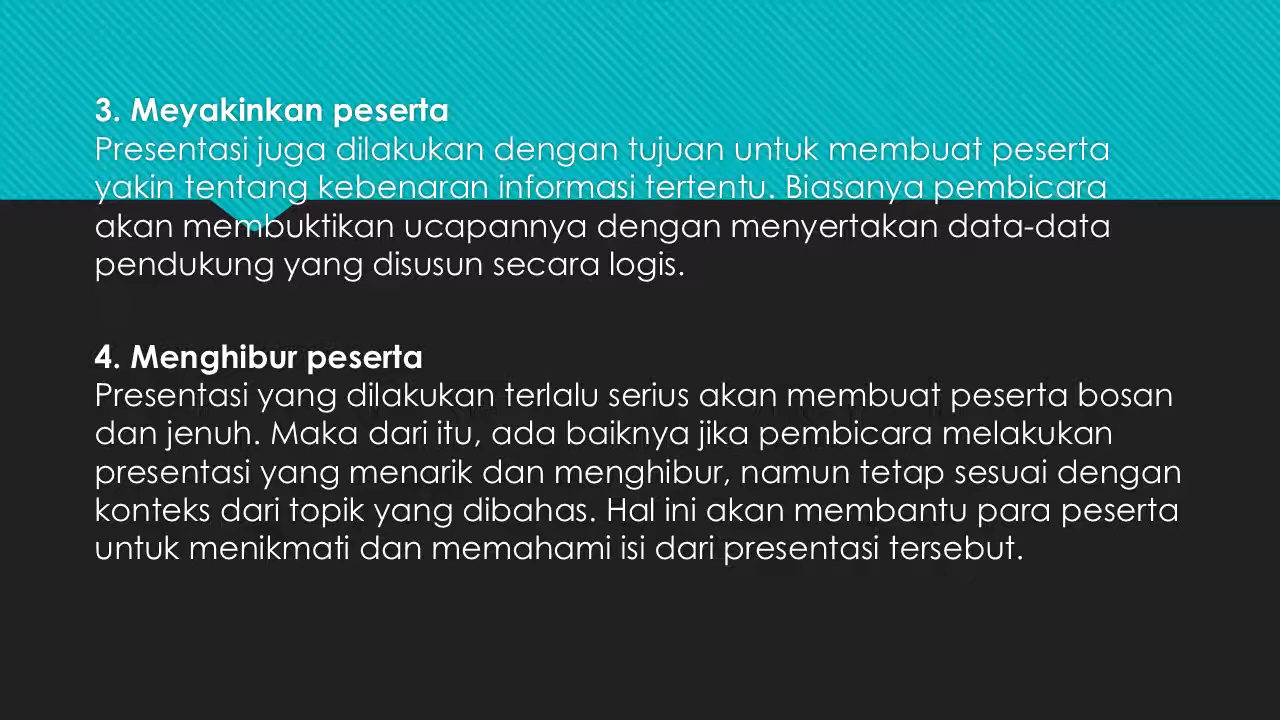 3. Meyakinkan peserta
Presentasi juga dilakukan dengan tujuan untuk membuat peserta
yakin tentang kebenaran informasi tertentu. Biasanya pembicara
akan membuktikan ucapannya dengan menyertakan data-data
pendukung yang disusun secara logis.
4. Menghibur peserta
Presentasi yang dilakukan terlalu serius akan membuat peserta bosan
dan jenuh. Maka dari itu, ada baiknya jika pembicara melakukan
presentasi yang menarik dan menghibur, namun tetap sesuai dengan
konteks dari topik yang dibahas. Hal ini akan membantu para peserta
untuk menikmati dan memahami isi dari presentasi tersebut.